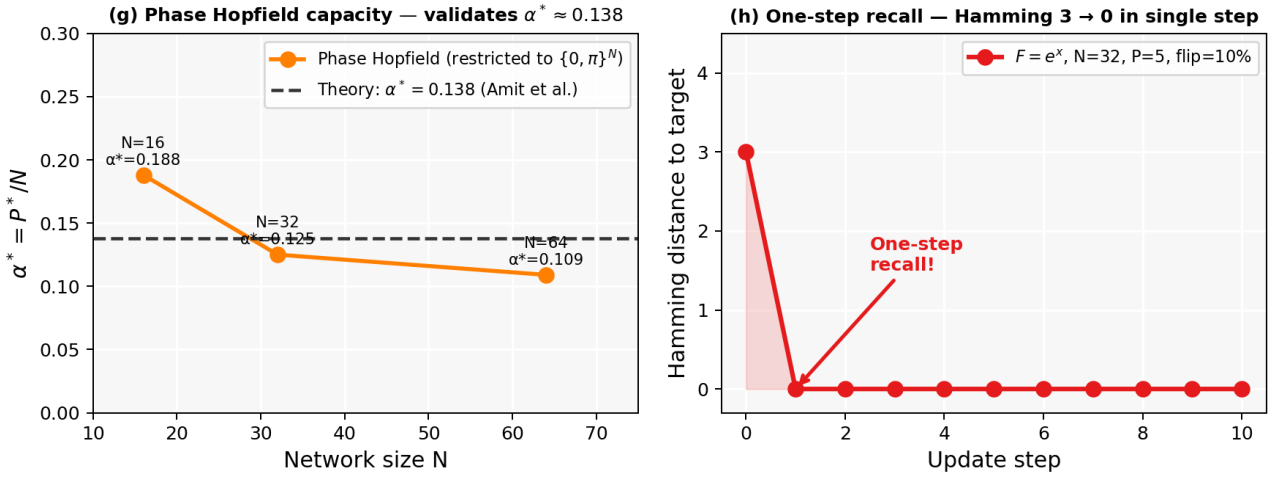 (g) Phase Hopfield capacity — validates α* ≈ 0.138
0.30
0.25
0.20
0.15
0.10
0.05
0.00
α* = P*/N
Phase Hopfield (restricted to {0, π}^N)
Theory: α* = 0.138 (Amit et al.)
N=16
α*=0.188
N=32
α*=0.125
N=64
α*=0.109
10 20 30 40 50 60 70
Network size N
(h) One-step recall — Hamming 3 → 0 in single step
4
3
2
1
0
Hamming distance to target
F = e^x, N=32, P=5, flip=10%
One-step
recall!
0 2 4 6 8 10
Update step